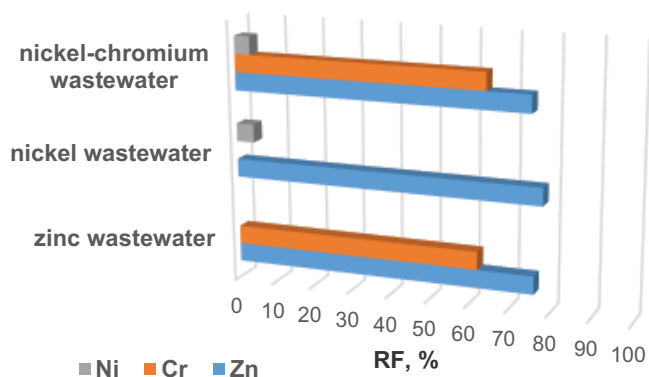 nickel-chromium
wastewater
nickel wastewater
zinc wastewater
0 10 20 30 40 50 60 70 80 90 100
RF, %
Ni Cr Zn